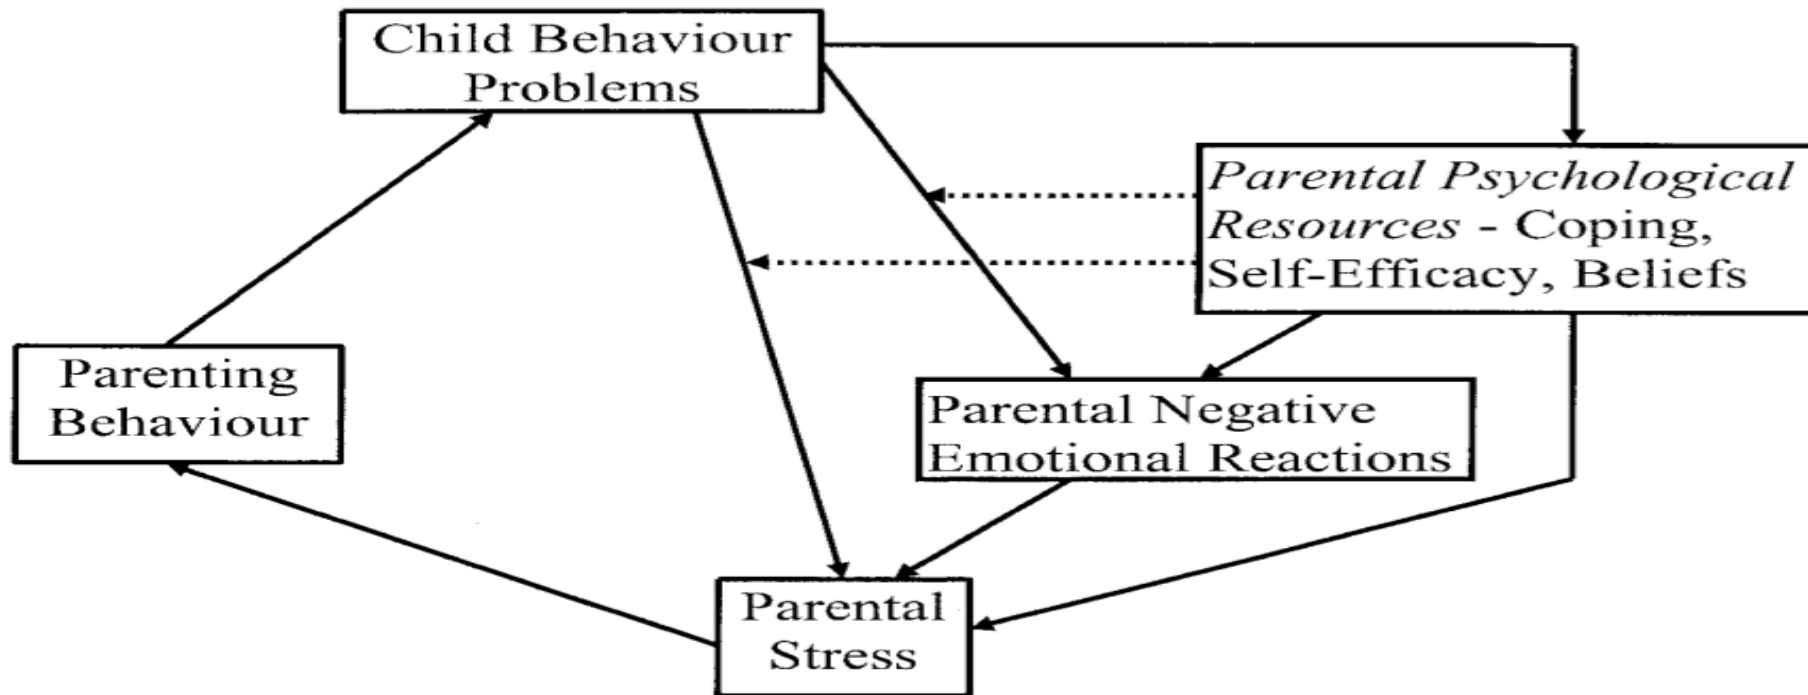 Child Behaviour
Problems
Parental Psychological
Resources - Coping,
Self-Efficacy, Beliefs
Parenting
Behaviour
Parental Negative
Emotional Reactions
Parental
Stress